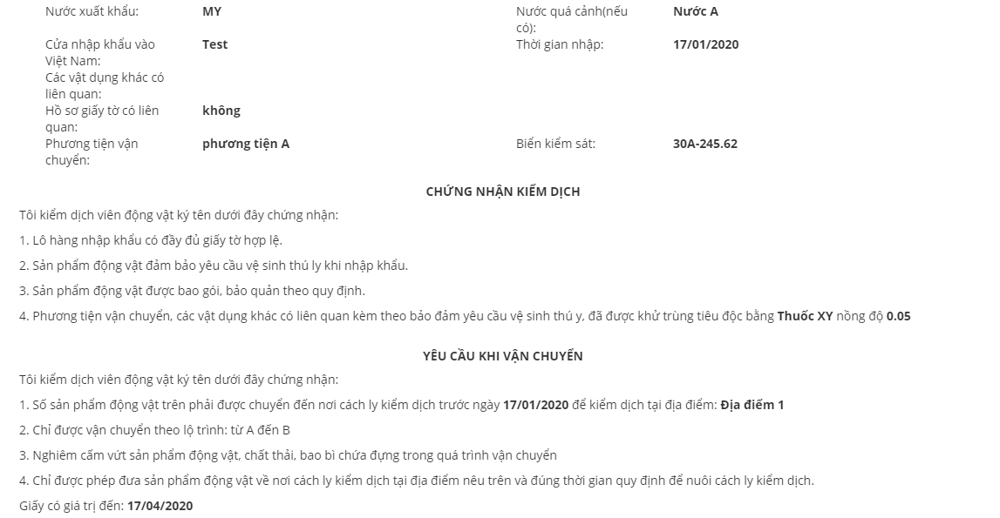 Nước xuất khẩu: MY Nước quá cảnh(nếu có): Nước A
Cửa nhập khẩu vào Việt Nam: Test Thời gian nhập: 17/01/2020
Các vật dụng khác có liên quan:
Hồ sơ giấy tờ có liên quan: không
Phương tiện vận chuyển: phương tiện A Biển kiểm sát: 30A-245.62
CHỨNG NHẬN KIỂM DỊCH
Tôi kiểm dịch viên động vật ký tên dưới đây chứng nhận:
1. Lô hàng nhập khẩu có đầy đủ giấy tờ hợp lệ.
2. Sản phẩm động vật đảm bảo yêu cầu vệ sinh thú ly khi nhập khẩu.
3. Sản phẩm động vật được bao gói, bảo quản theo quy định.
4. Phương tiện vận chuyển, các vật dụng khác có liên quan kèm theo bảo đảm yêu cầu vệ sinh thú y, đã được khử trùng tiêu độc bằng Thuốc XY nồng độ 0.05
YÊU CẦU KHI VẬN CHUYỂN
Tôi kiểm dịch viên động vật ký tên dưới đây chứng nhận:
1. Số sản phẩm động vật trên phải được chuyển đến nơi cách ly kiểm dịch trước ngày 17/01/2020 để kiểm dịch tại địa điểm: Địa điểm 1
2. Chỉ được vận chuyển theo lộ trình: từ A đến B
3. Nghiêm cấm vứt sản phẩm động vật, chất thải, bao bì chứa đựng trong quá trình vận chuyển
4. Chỉ được phép đưa sản phẩm động vật về nơi cách ly kiểm dịch tại địa điểm nêu trên và đúng thời gian quy định để nuôi cách ly kiểm dịch.
Giấy có giá trị đến: 17/04/2020